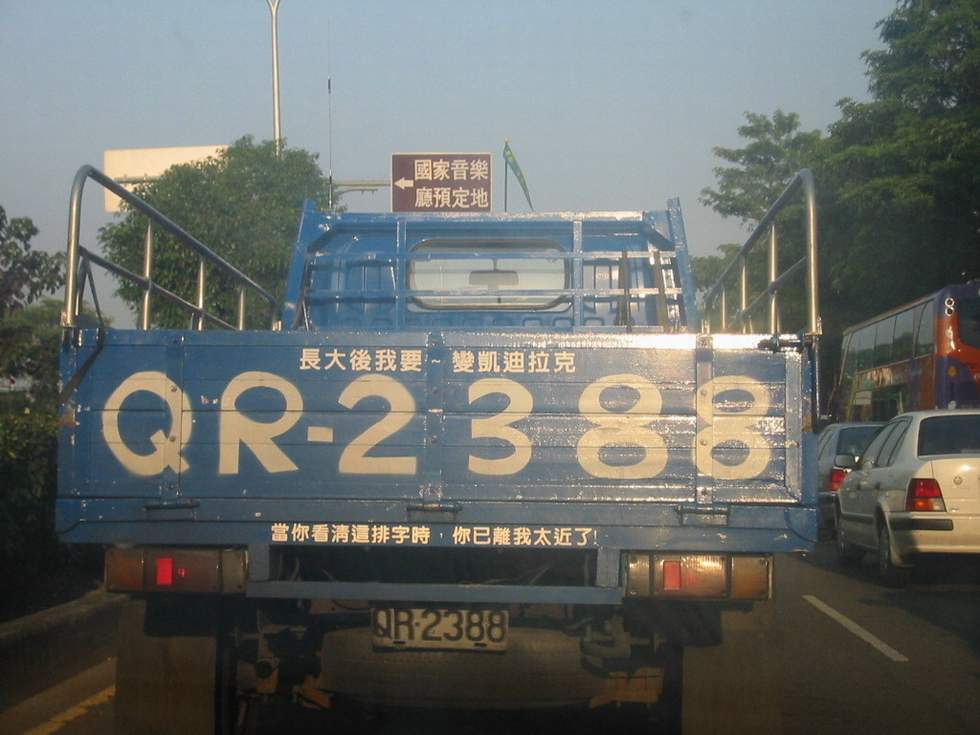 國家音樂
廳預定地
長大後我要~變凱迪拉克
QR-2388
當你看清這排字時,你已離我太近了!
QR-2388
8